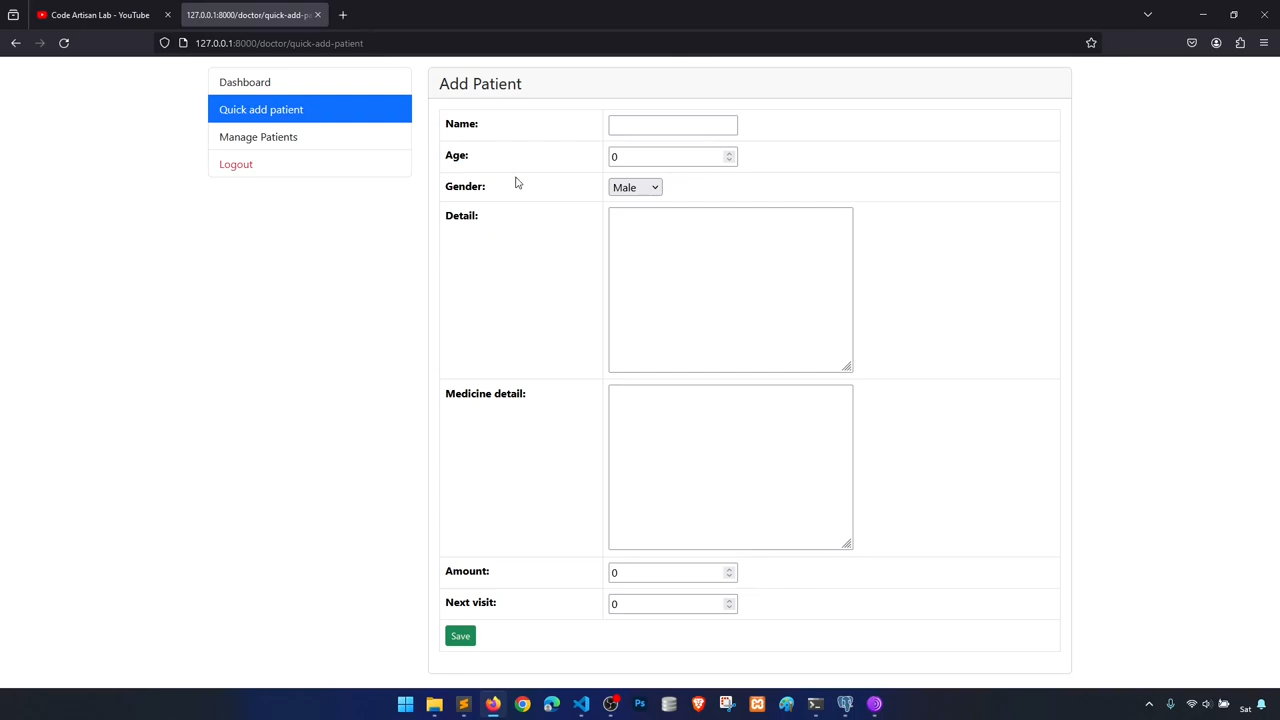 Code Artisan Lab - YouTube
127.0.0.1:8000/doctor/quick-add-pa
127.0.0.1:8000/doctor/quick-add-patient
Dashboard
Quick add patient
Manage Patients
Logout
Add Patient
Name:
Age:
0
Gender:
Male
Detail:
Medicine detail:
Amount:
0
Next visit:
0
Save
Ps
Sat